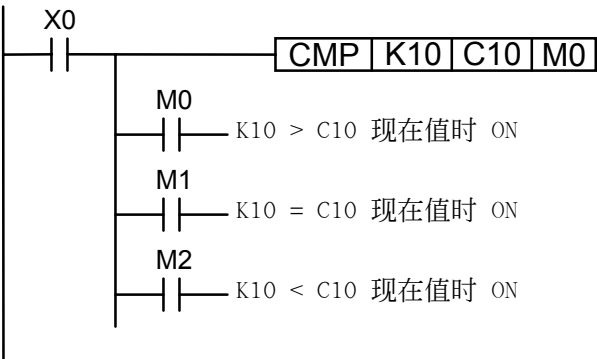 X0
CMP K10 C10 M0
M0
K10 > C10 现在值时 ON
M1
K10 = C10 现在值时 ON
M2
K10 < C10 现在值时 ON